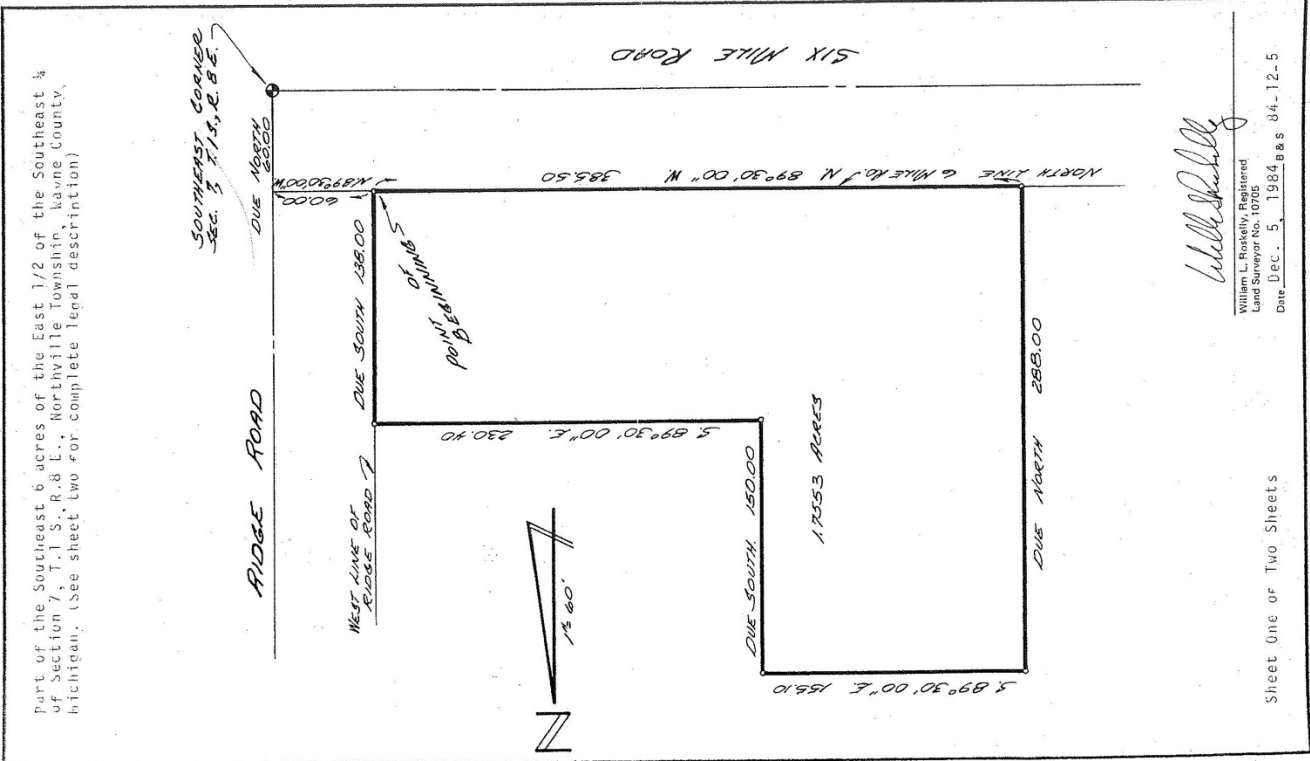 Part of the Southeast 6 acres of the East 1/2 of the Southeast ¼
of Section 7, T.1 S., R.8 E., Northville Township, Wayne County,
Michigan. (See sheet two for complete legal description)
SOUTHEAST CORNER
SEC. 7, T.1S., R.8E.
SIX MILE ROAD
DUE NORTH
60.00
N.89°30'00"W.
60.00
RIDGE ROAD
WEST LINE OF
RIDGE ROAD
DUE SOUTH 138.00
POINT OF
BEGINNING
NORTH LINE 6 MILE RD. N 89°30'00" W. 385.50
S.89°30'00"E. 230.40
DUE SOUTH 150.00
1.7553 ACRES
S.89°30'00"E. 155.10
DUE NORTH 288.00
N
1"= 60'
William L. Roskelly, Registered
Land Surveyor No. 10705
Date Dec. 5, 1984 B & S 84-12-5
Sheet One of Two Sheets